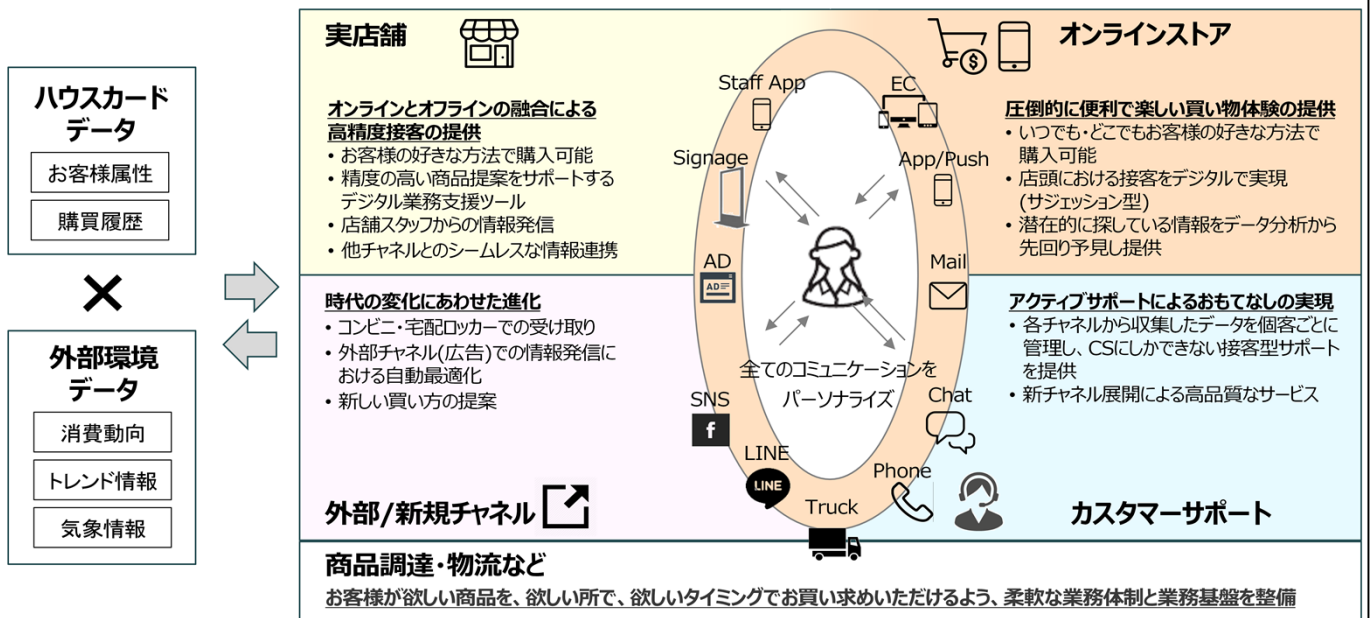 ハウスカード
データ
お客様属性
購買履歴
×
外部環境
データ
消費動向
トレンド情報
気象情報
実店舗
オンラインとオフラインの融合による
高精度接客の提供
・お客様の好きな方法で購入可能
・精度の高い商品提案をサポートする
デジタル業務支援ツール
・店舗スタッフからの情報発信
・他チャネルとのシームレスな情報連携
オンラインストア
圧倒的に便利で楽しい買い物体験の提供
・いつでも・どこでもお客様の好きな方法で
購入可能
・店頭における接客をデジタルで実現
(サジェッション型)
・潜在的に探している情報をデータ分析から
先回り予見し提供
時代の変化にあわせた進化
・コンビニ・宅配ロッカーでの受け取り
・外部チャネル(広告)での情報発信に
おける自動最適化
・新しい買い方の提案
外部/新規チャネル
アクティブサポートによるおもてなしの実現
・各チャネルから収集したデータを個客ごとに
管理し、CSにしかできない接客型サポート
を提供
・新チャネル展開による高品質なサービス
カスタマーサポート
Staff App
EC
Signage
App/Push
AD
AD
Mail
全てのコミュニケーションを
パーソナライズ
SNS
f
Chat
LINE
LINE
Phone
Truck
商品調達・物流など
お客様が欲しい商品を、欲しい所で、欲しいタイミングでお買い求めいただけるよう、柔軟な業務体制と業務基盤を整備